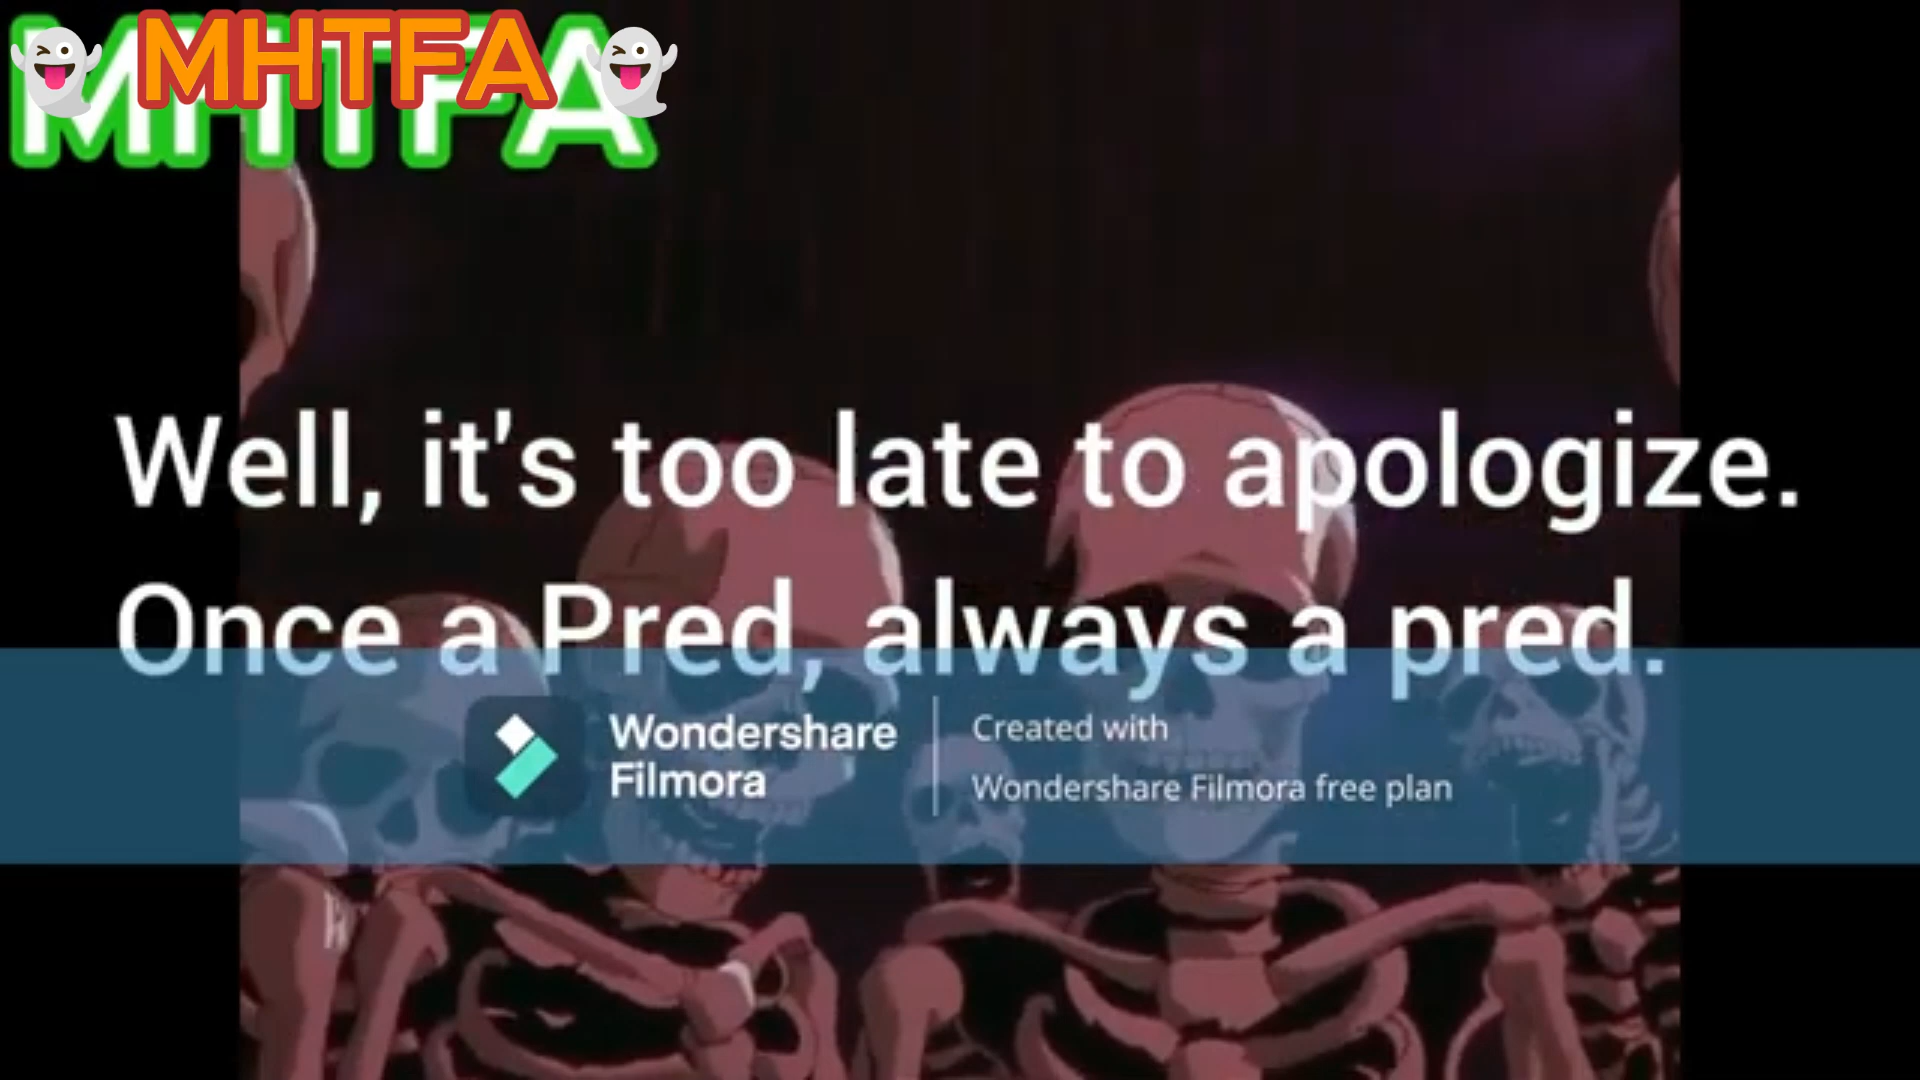 👻 MHTFA 👻
MHTFA
Well, it's too late to apologize.
Once a Pred, always a pred.
Wondershare
Filmora
Created with
Wondershare Filmora free plan